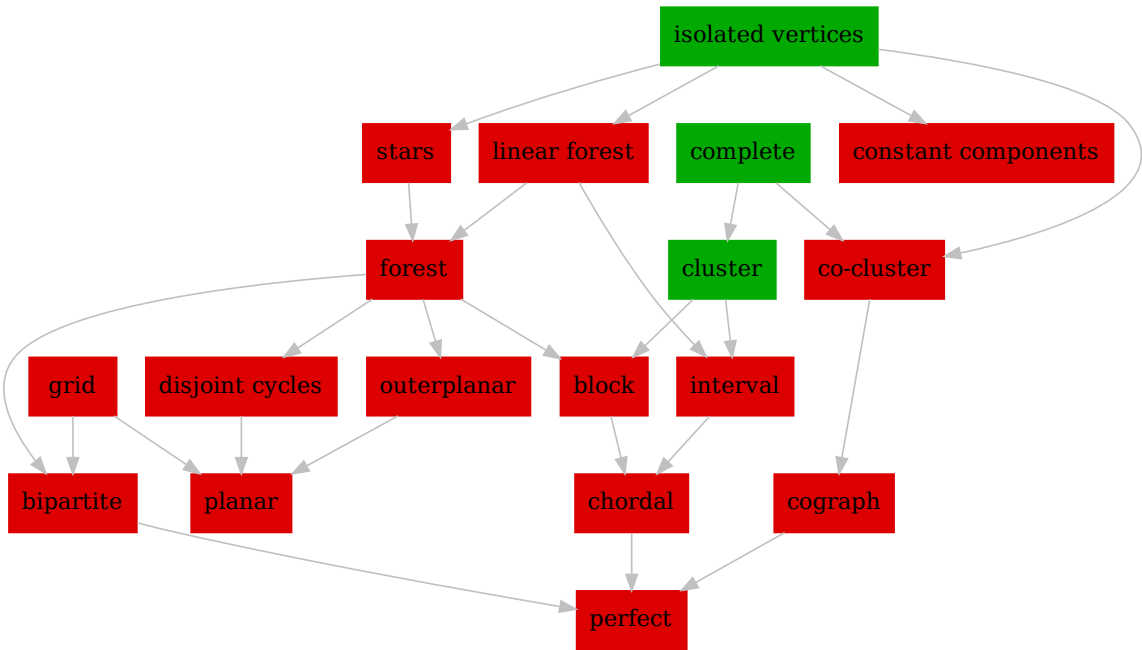 isolated vertices
stars
linear forest
complete
constant components
forest
cluster
co-cluster
grid
disjoint cycles
outerplanar
block
interval
bipartite
planar
chordal
cograph
perfect